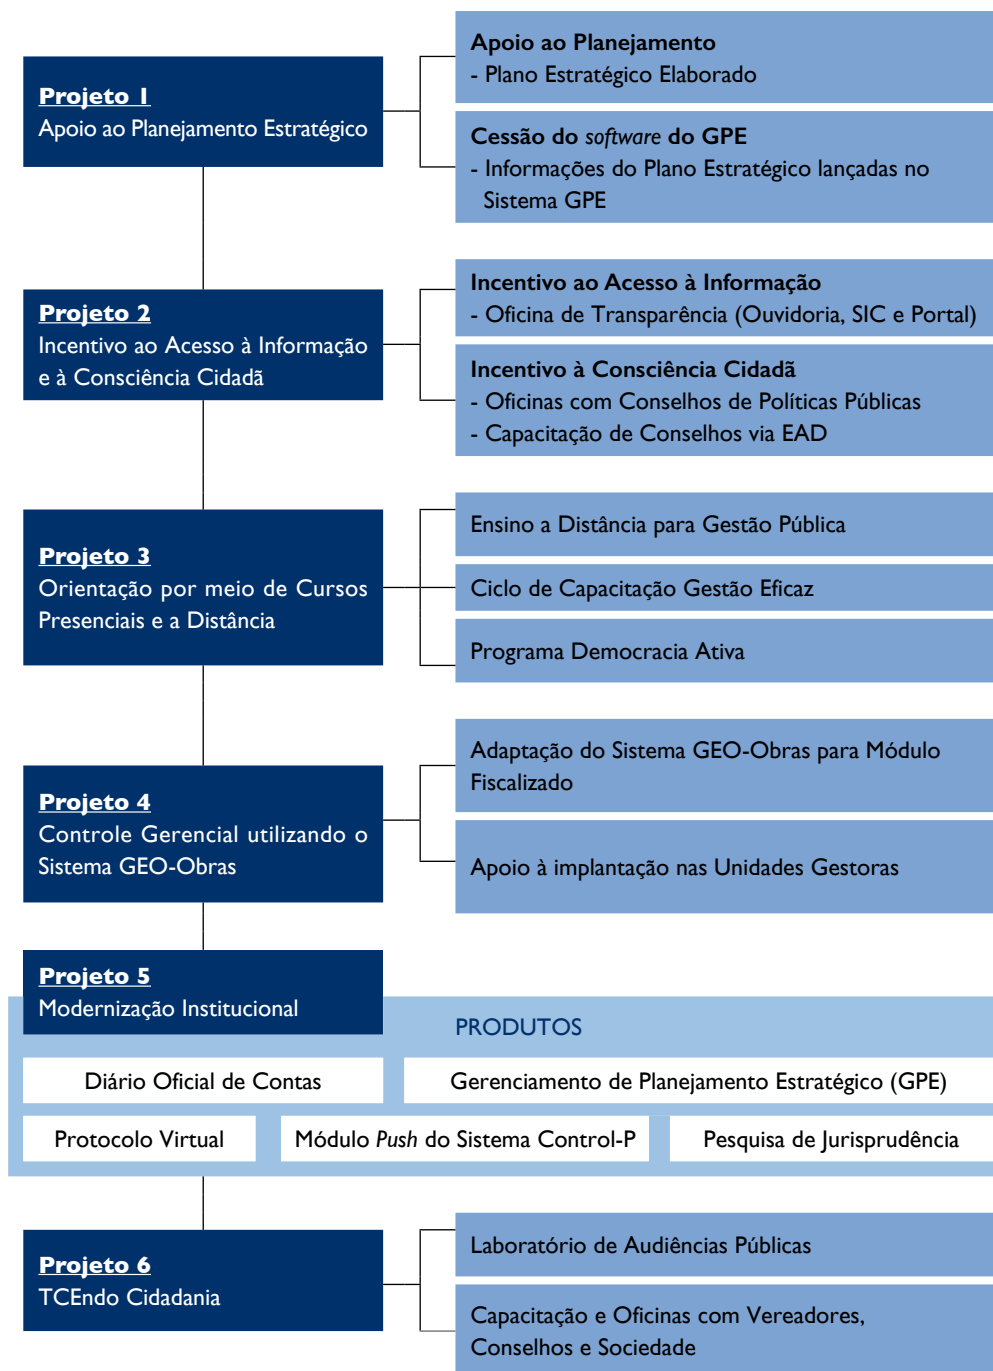 Projeto 1
Apoio ao Planejamento Estratégico
Apoio ao Planejamento
- Plano Estratégico Elaborado
Cessão do software do GPE
- Informações do Plano Estratégico lançadas no
Sistema GPE
Projeto 2
Incentivo ao Acesso à Informação
e à Consciência Cidadã
Incentivo ao Acesso à Informação
- Oficina de Transparência (Ouvidoria, SIC e Portal)
Incentivo à Consciência Cidadã
- Oficinas com Conselhos de Políticas Públicas
- Capacitação de Conselhos via EAD
Projeto 3
Orientação por meio de Cursos
Presenciais e a Distância
Ensino a Distância para Gestão Pública
Ciclo de Capacitação Gestão Eficaz
Programa Democracia Ativa
Projeto 4
Controle Gerencial utilizando o
Sistema GEO-Obras
Adaptação do Sistema GEO-Obras para Módulo
Fiscalizado
Apoio à implantação nas Unidades Gestoras
Projeto 5
Modernização Institucional
PRODUTOS
Diário Oficial de Contas
Gerenciamento de Planejamento Estratégico (GPE)
Protocolo Virtual
Módulo Push do Sistema Control-P
Pesquisa de Jurisprudência
Projeto 6
TCEndo Cidadania
Laboratório de Audiências Públicas
Capacitação e Oficinas com Vereadores,
Conselhos e Sociedade